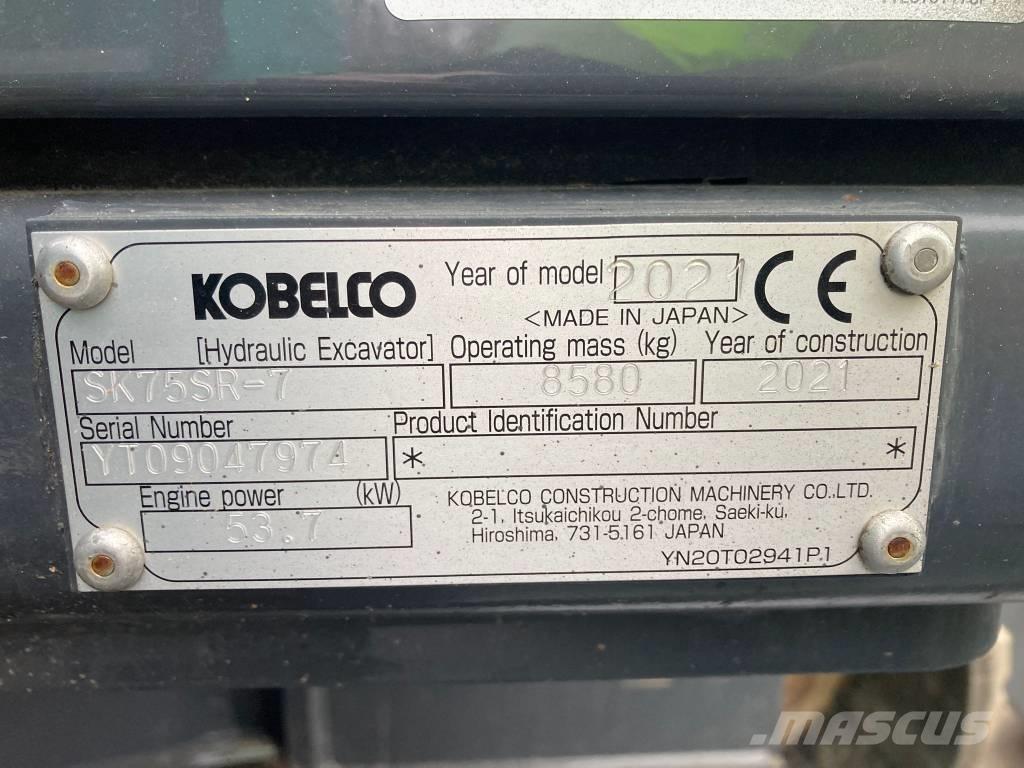 KOBELCO
Year of model 2021
CE
<MADE IN JAPAN>
Model [Hydraulic Excavator] Operating mass (kg) Year of construction
SK75SR-7 8580 2021
Serial Number Product Identification Number
YT09047974 * *
Engine power (kW)
53.7
KOBELCO CONSTRUCTION MACHINERY CO.,LTD.
2-1, Itsukaichikou 2-chome, Saeki-ku,
Hiroshima, 731-5161 JAPAN
YN20T02941P1
MASCUS